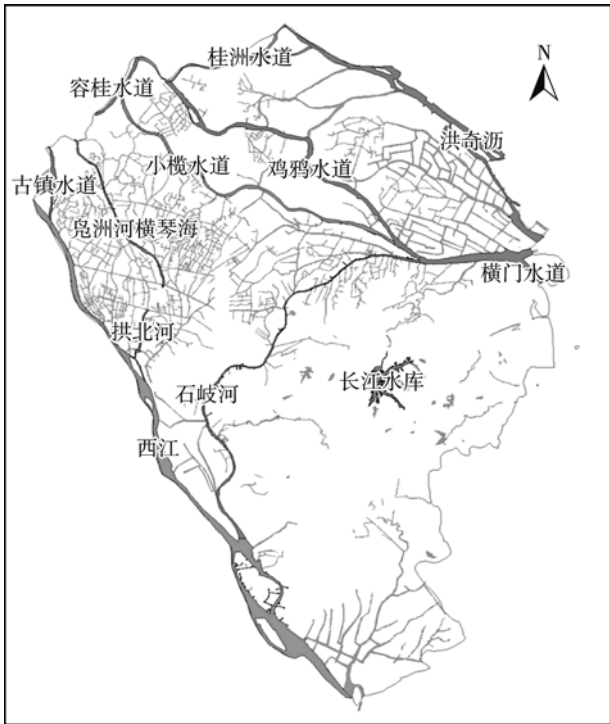 桂洲水道
N
容桂水道
洪奇沥
小榄水道
鸡鸦水道
古镇水道
凫洲河横琴海
横门水道
拱北河
长江水库
石岐河
西江